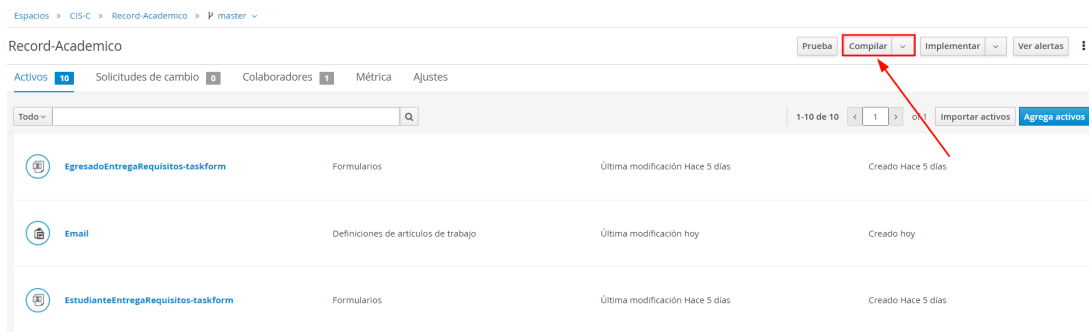 Espacios » CIS-C » Record-Academico » master
Record-Academico Prueba Compilar Implementar Ver alertas
Activos 10 Solicitudes de cambio 0 Colaboradores 1 Métrica Ajustes
Todo 1-10 de 10 1 of 1 Importar activos Agrega activos
EgresadoEntregaRequisitos-taskform Formularios Última modificación Hace 5 días Creado Hace 5 días
Email Definiciones de artículos de trabajo Última modificación hoy Creado hoy
EstudianteEntregaRequisitos-taskform Formularios Última modificación Hace 5 días Creado Hace 5 días